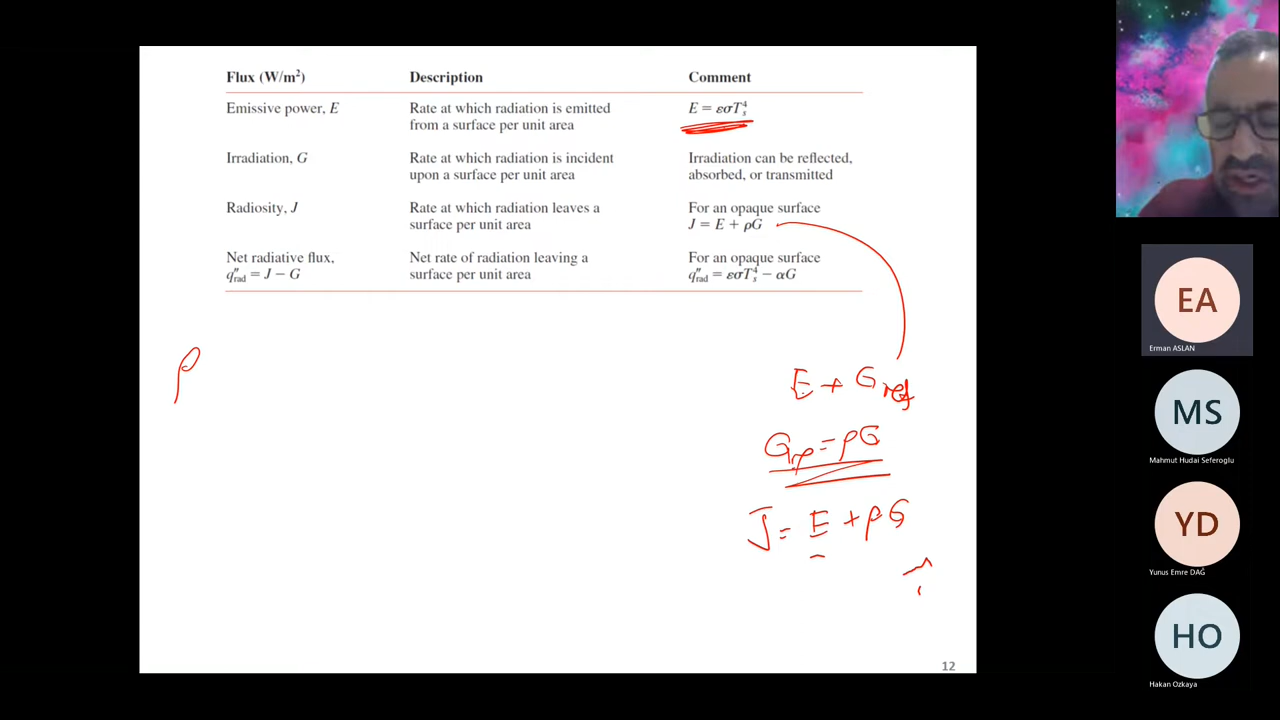 Flux (W/m²) Description Comment
Emissive power, E Rate at which radiation is emitted E = εσT⁴ₛ
from a surface per unit area
Irradiation, G Rate at which radiation is incident Irradiation can be reflected,
upon a surface per unit area absorbed, or transmitted
Radiosity, J Rate at which radiation leaves a For an opaque surface
surface per unit area J = E + ρG
Net radiative flux, Net rate of radiation leaving a For an opaque surface
q″rad = J − G surface per unit area q″rad = εσT⁴ₛ − αG
ρ
E + Gref
= ρG
J = E + ρG
12
EA
Erman ASLAN
MS
Mahmut Hudai Seferoglu
YD
Yunus Emre DAĞ
HO
Hakan Ozkaya